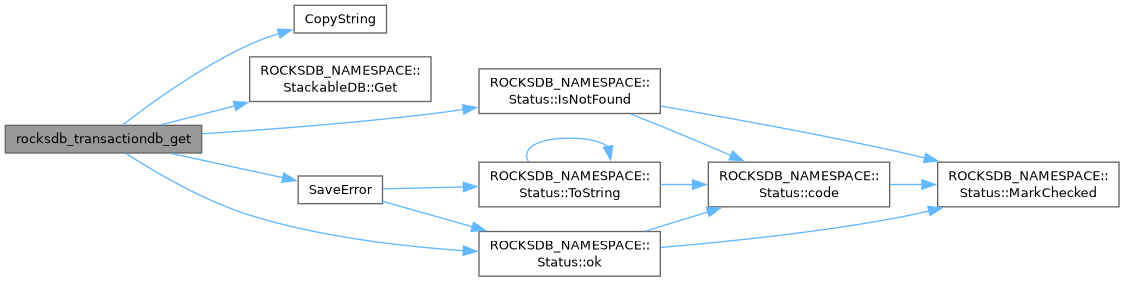 CopyString
ROCKSDB_NAMESPACE::
StackableDB::Get
rocksdb_transactiondb_get
ROCKSDB_NAMESPACE::
Status::IsNotFound
SaveError
ROCKSDB_NAMESPACE::
Status::ToString
ROCKSDB_NAMESPACE::
Status::ok
ROCKSDB_NAMESPACE::
Status::code
ROCKSDB_NAMESPACE::
Status::MarkChecked